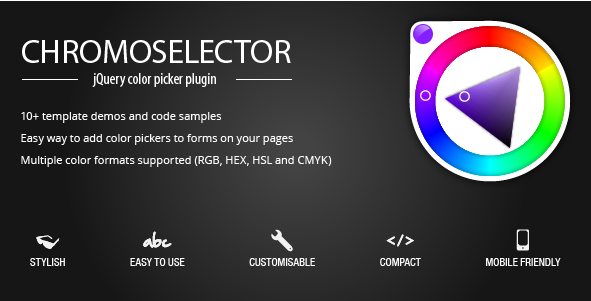 CHROMOSELECTOR
jQuery color picker plugin
10+ template demos and code samples
Easy way to add color pickers to forms on your pages
Multiple color formats supported (RGB, HEX, HSL and CMYK)
abc </>
STYLISH EASY TO USE CUSTOMISABLE COMPACT MOBILE FRIENDLY